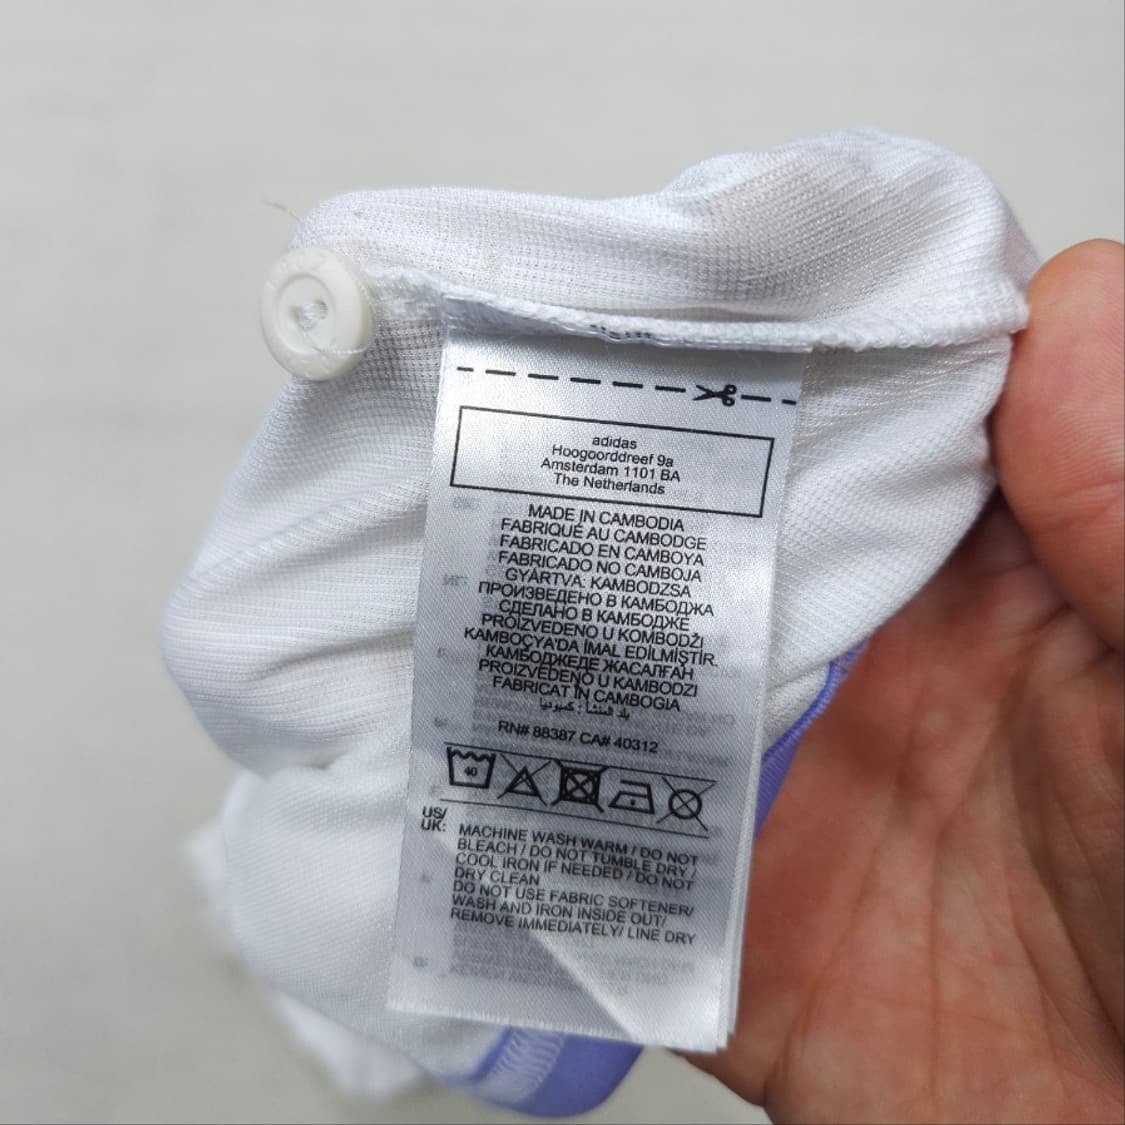 adidas
Hoogoorddreef 9a
Amsterdam 1101 BA
The Netherlands
MADE IN CAMBODIA
FABRIQUÉ AU CAMBODGE
FABRICADO EN CAMBOYA
FABRICADO NO CAMBOJA
GYÁRTVA: KAMBODZSA
ПРОИЗВЕДЕНО В КАМБОДЖА
СДЕЛАНО В КАМБОДЖЕ
PROIZVEDENO U KOMBODŽI
KAMBOÇYA'DA İMAL EDİLMİŞTİR.
КАМБОДЖЕДЕ ЖАСАЛҒАН
PROIZVEDENO U KAMBODZI
FABRICAT ÎN CAMBOGIA
بلد المنشأ : كمبوديا
RN# 88387 CA# 40312
40
US/
UK:
MACHINE WASH WARM / DO NOT
BLEACH / DO NOT TUMBLE DRY /
COOL IRON IF NEEDED / DO NOT
DRY CLEAN
DO NOT USE FABRIC SOFTENER/
WASH AND IRON INSIDE OUT/
REMOVE IMMEDIATELY/ LINE DRY